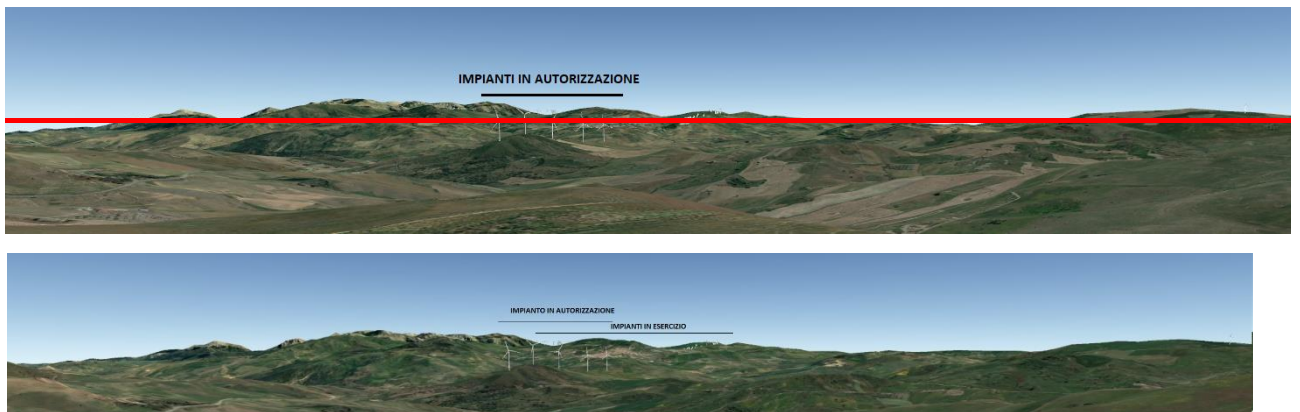 IMPIANTI IN AUTORIZZAZIONE
IMPIANTO IN AUTORIZZAZIONE
IMPIANTI IN ESERCIZIO